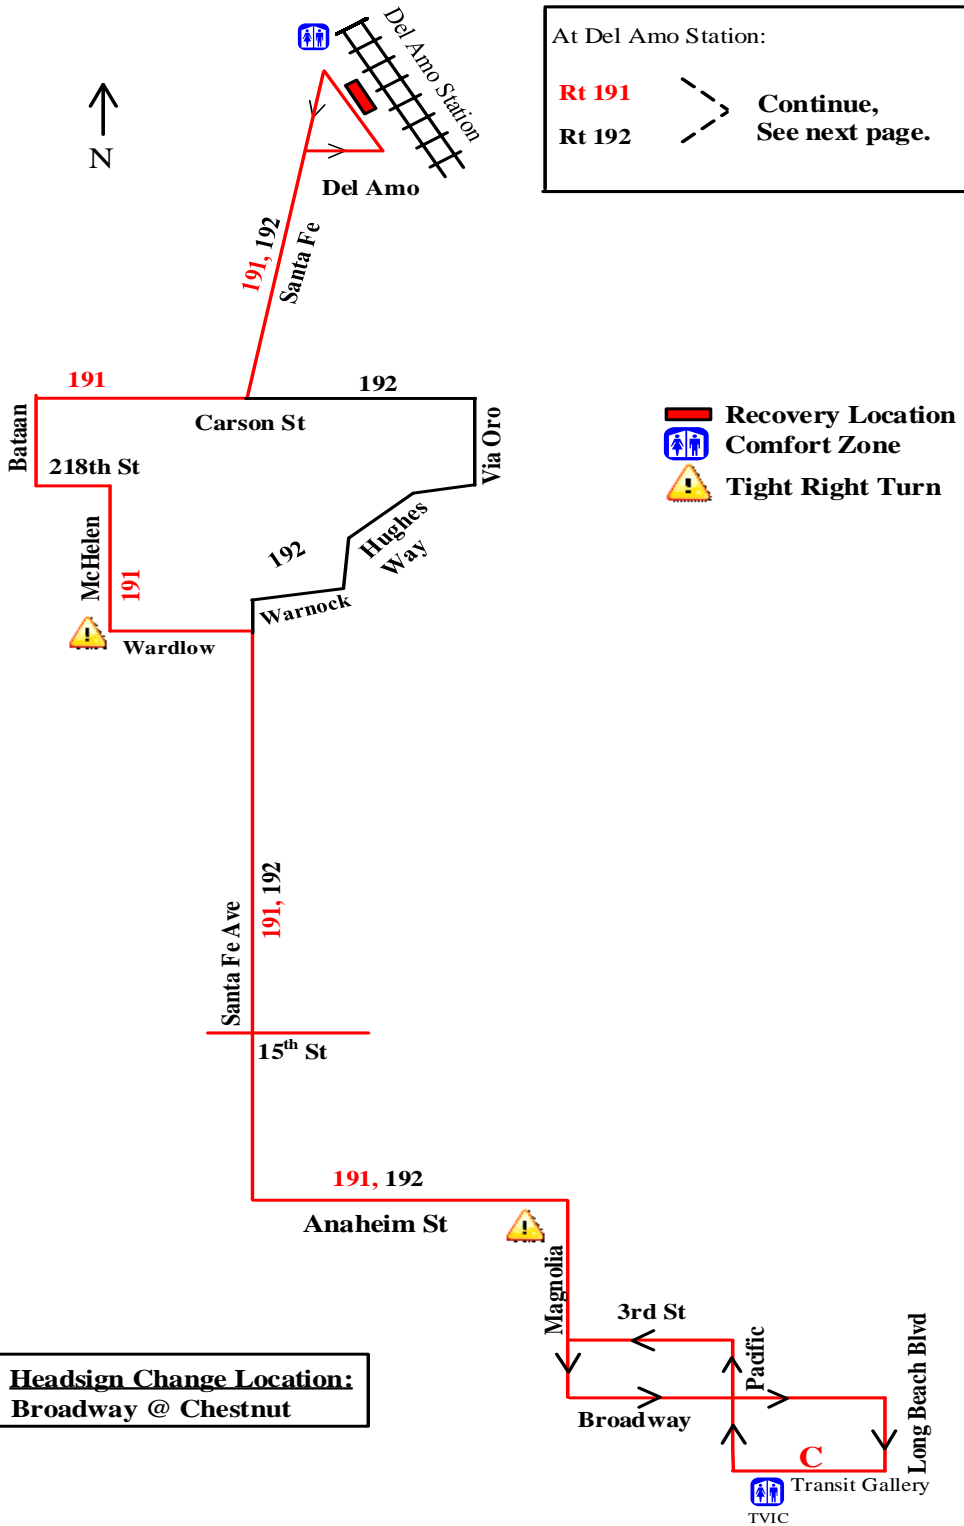 Del Amo Station
N
Del Amo
At Del Amo Station:
Rt 191
Rt 192
Continue,
See next page.
191, 192
Santa Fe
191
192
Carson St
Bataan
218th St
Via Oro
Recovery Location
Comfort Zone
Tight Right Turn
McHelen
191
192
Hughes
Way
Warnock
Wardlow
191, 192
Santa Fe Ave
15th St
191, 192
Anaheim St
Magnolia
3rd St
Pacific
Long Beach Blvd
Broadway
Headsign Change Location:
Broadway @ Chestnut
C
Transit Gallery
TVIC